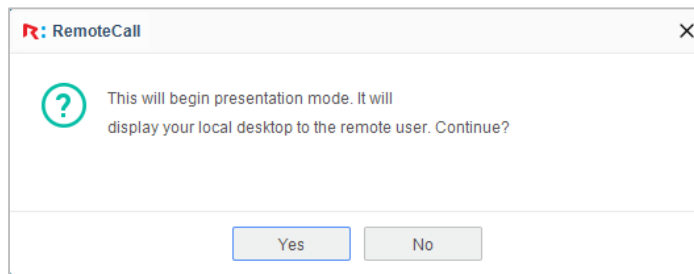 R: RemoteCall
This will begin presentation mode. It will
display your local desktop to the remote user. Continue?
Yes
No